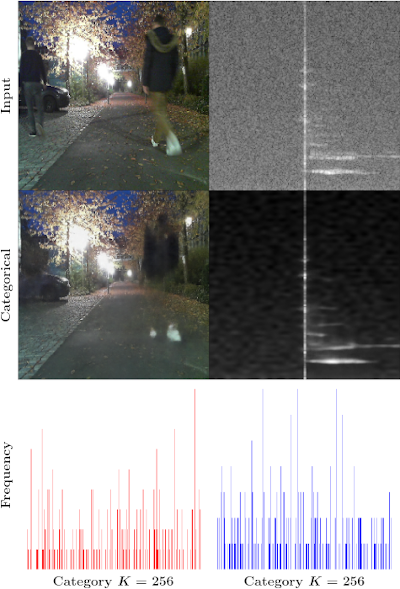 Input
Categorical
Frequency
Category K = 256
Category K = 256